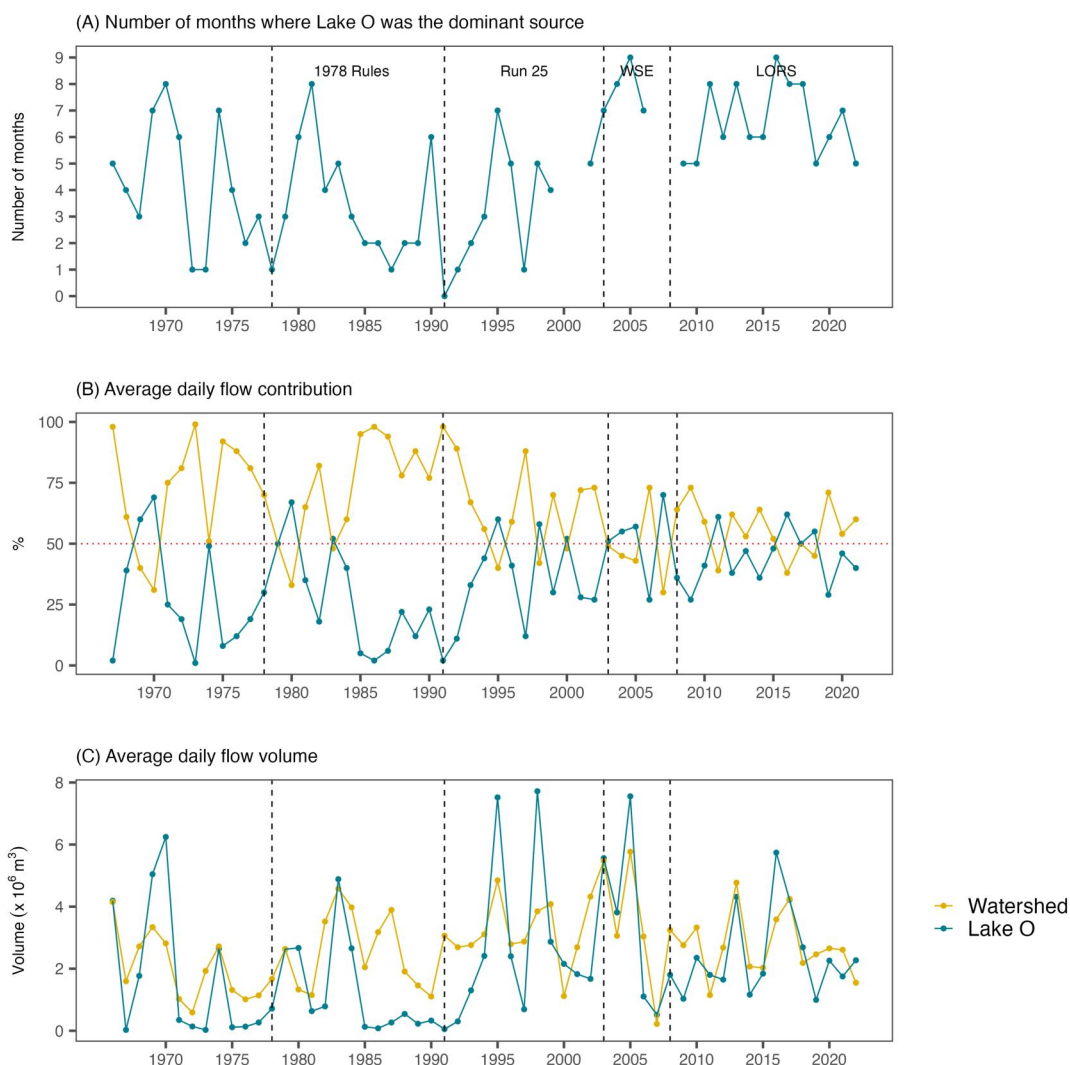 (A) Number of months where Lake O was the dominant source
Number of months
9
8
7
6
5
4
3
2
1
0
1978 Rules
Run 25
WSE
LORS
1970 1975 1980 1985 1990 1995 2000 2005 2010 2015 2020
(B) Average daily flow contribution
%
100
75
50
25
0
1970 1975 1980 1985 1990 1995 2000 2005 2010 2015 2020
(C) Average daily flow volume
Volume (x 10⁶ m³)
8
6
4
2
0
1970 1975 1980 1985 1990 1995 2000 2005 2010 2015 2020
Watershed
Lake O